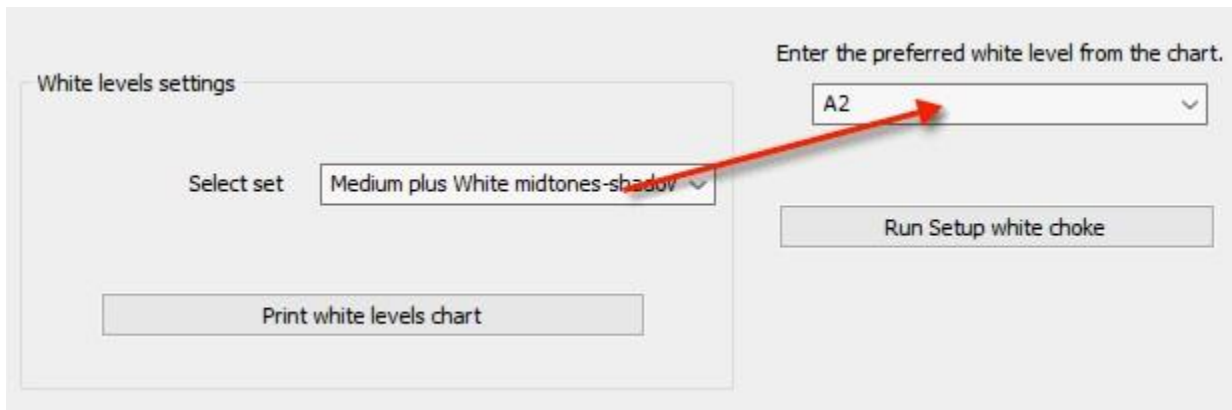 Enter the preferred white level from the chart.
White levels settings
A2
Select set
Medium plus White midtones-shadov
Run Setup white choke
Print white levels chart